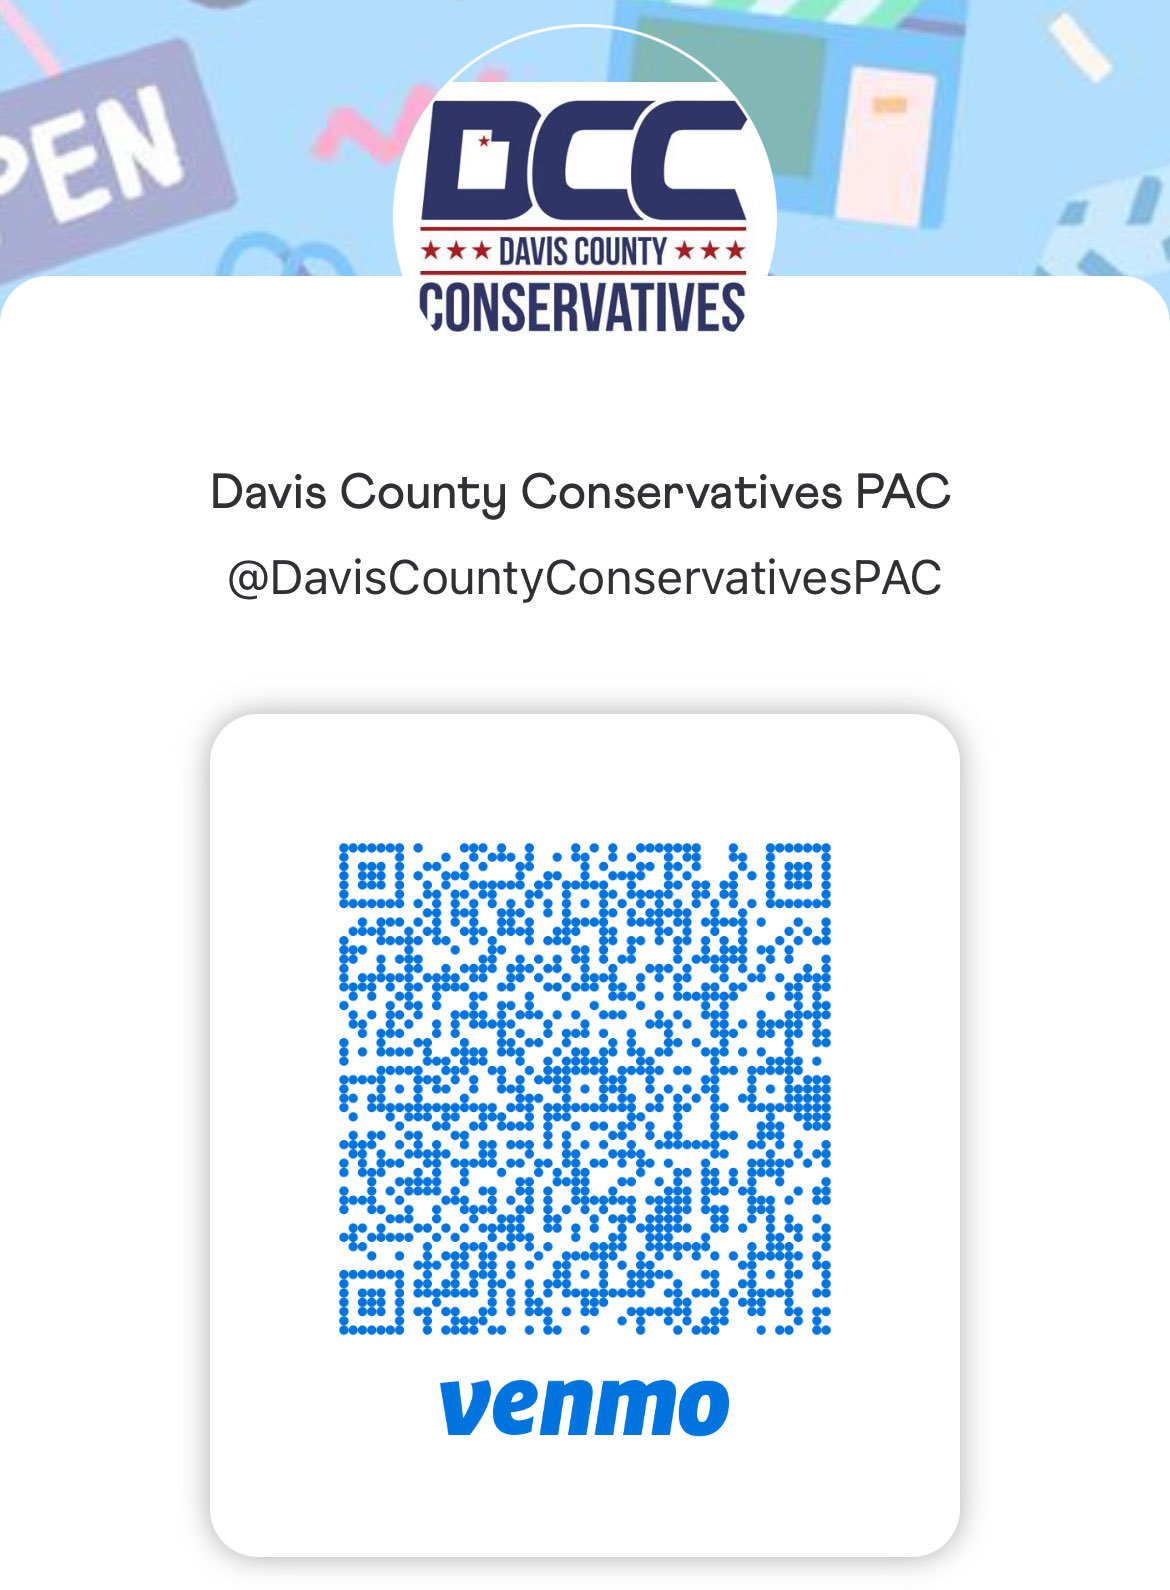 PEN
DCC
DAVIS COUNTY
CONSERVATIVES
Davis County Conservatives PAC
@DavisCountyConservativesPAC
venmo